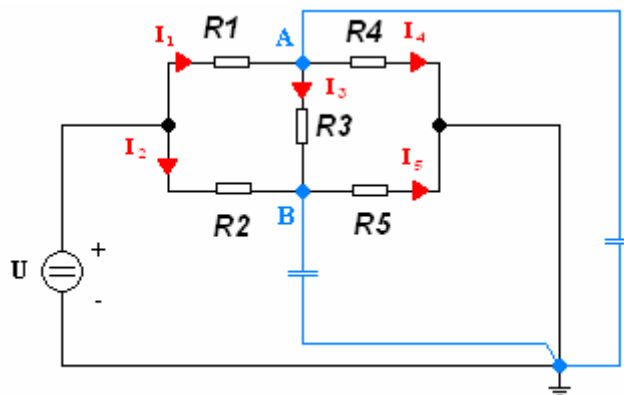 I₁ R1 A R4 I₄
I₃
R3
I₂ I₅
R2 B R5
U + -